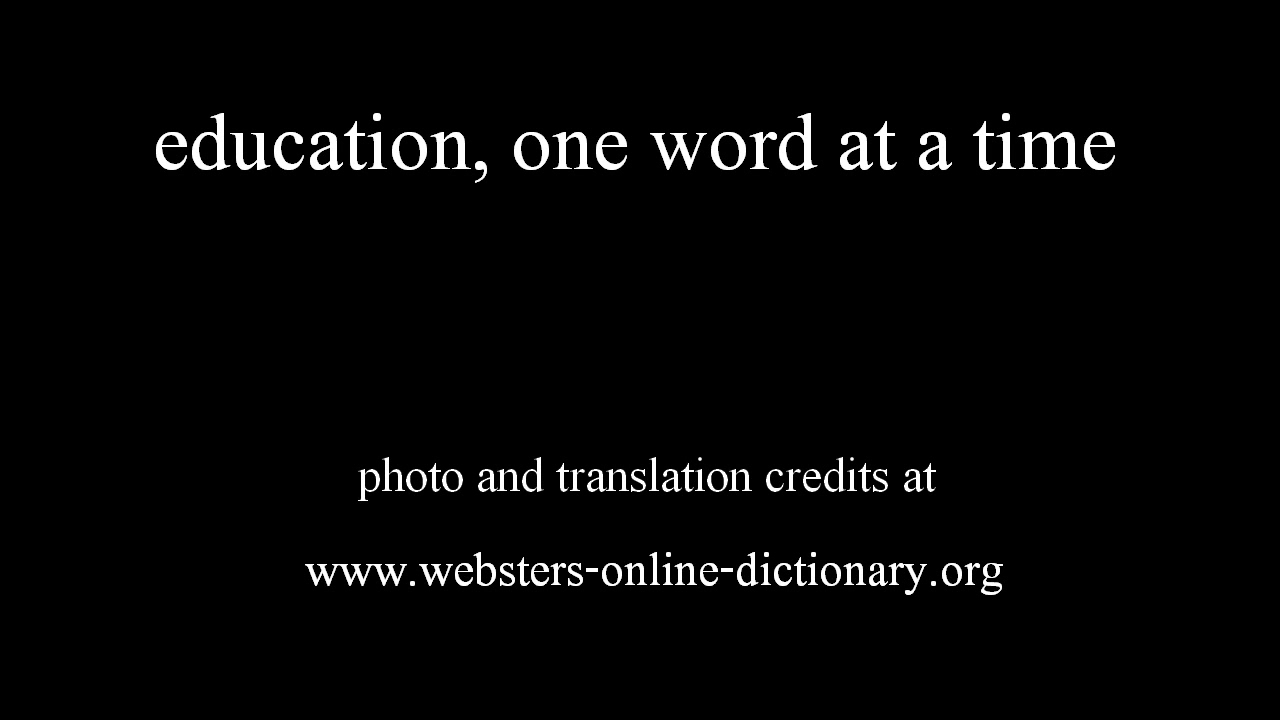 education, one word at a time
photo and translation credits at
www.websters-online-dictionary.org